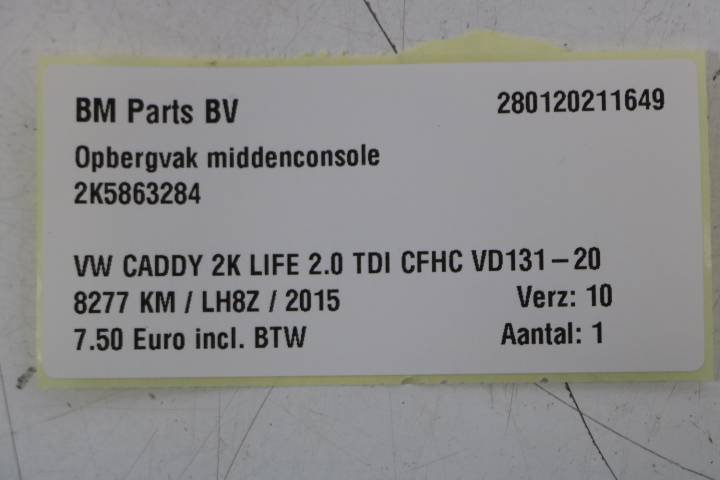 BM Parts BV 280120211649
Opbergvak middenconsole
2K5863284
VW CADDY 2K LIFE 2.0 TDI CFHC VD131-20
8277 KM / LH8Z / 2015 Verz: 10
7.50 Euro incl. BTW Aantal: 1